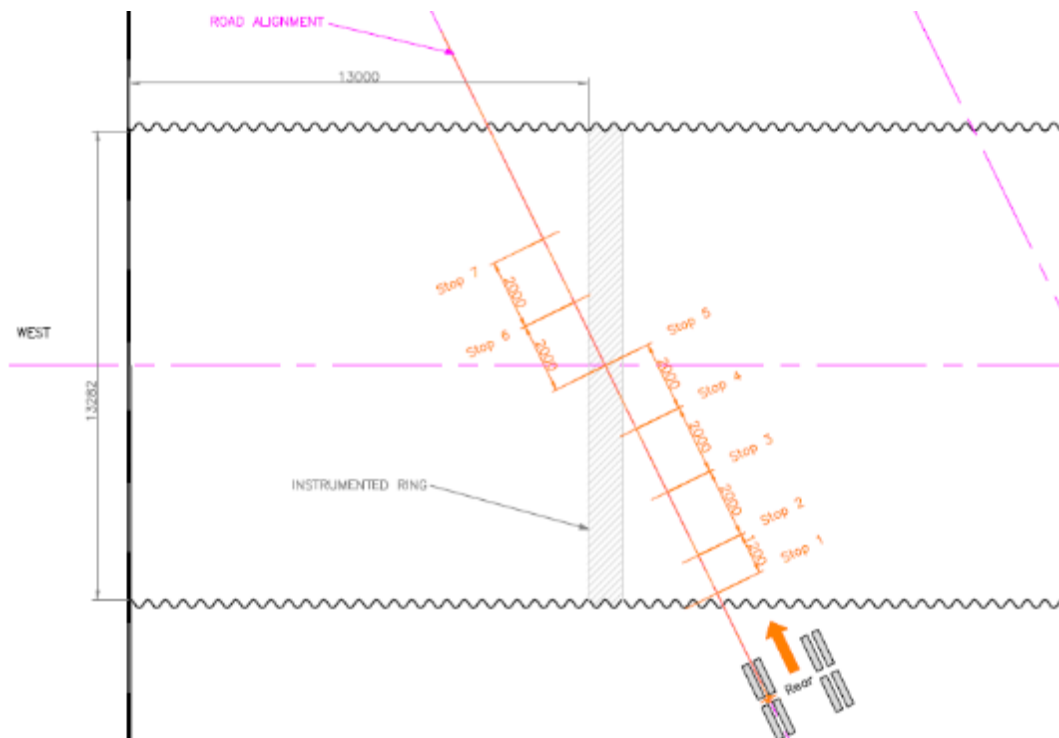 ROAD ALIGNMENT
13000
Stop 7
2000
Stop 5
WEST
Stop 6
2000
2000
Stop 4
13282
2000
Stop 3
INSTRUMENTED RING
2000
Stop 2
1200
Stop 1
Rear